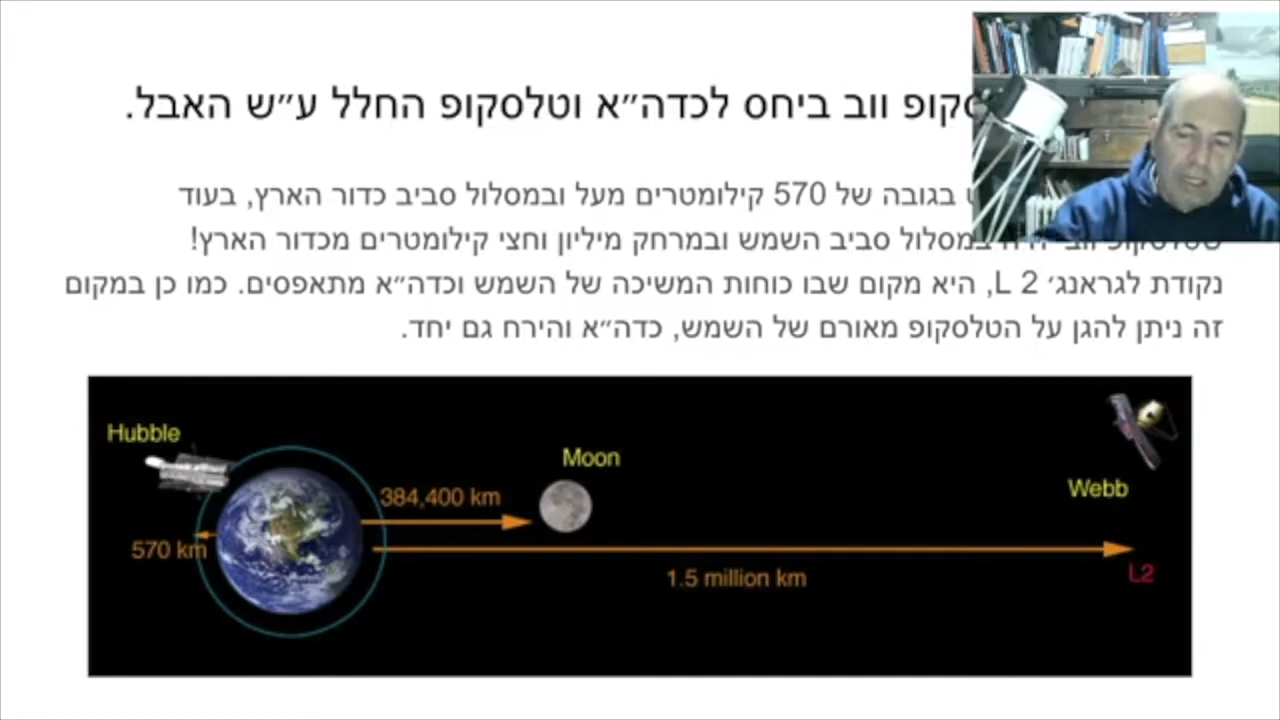 ווב ביחס לכדה״א וטלסקופ החלל ע״ש האבל.
בגובה של 570 קילומטרים מעל ובמסלול סביב כדור הארץ, בעוד
במסלול סביב השמש ובמרחק מיליון וחצי קילומטרים מכדור הארץ!
נקודת לגראנג׳ L 2, היא מקום שבו כוחות המשיכה של השמש וכדה״א מתאפסים. כמו כן במקום
זה ניתן להגן על הטלסקופ מאורם של השמש, כדה״א והירח גם יחד.
Hubble
Moon
384,400 km
Webb
570 km
1.5 million km
L2